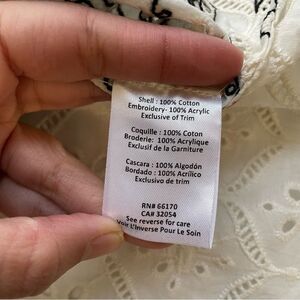 Shell : 100% Cotton
Embroidery- 100% Acrylic
Exclusive of Trim
Coquille : 100% Coton
Broderie: 100% Acrylique
Exclusif de la Garniture
Cascara : 100% Algodón
Bordado : 100% Acrílico
Exclusivo de trim
RN# 66170
CA# 32054
See reverse for care
Voir L'Inverse Pour Le Soin